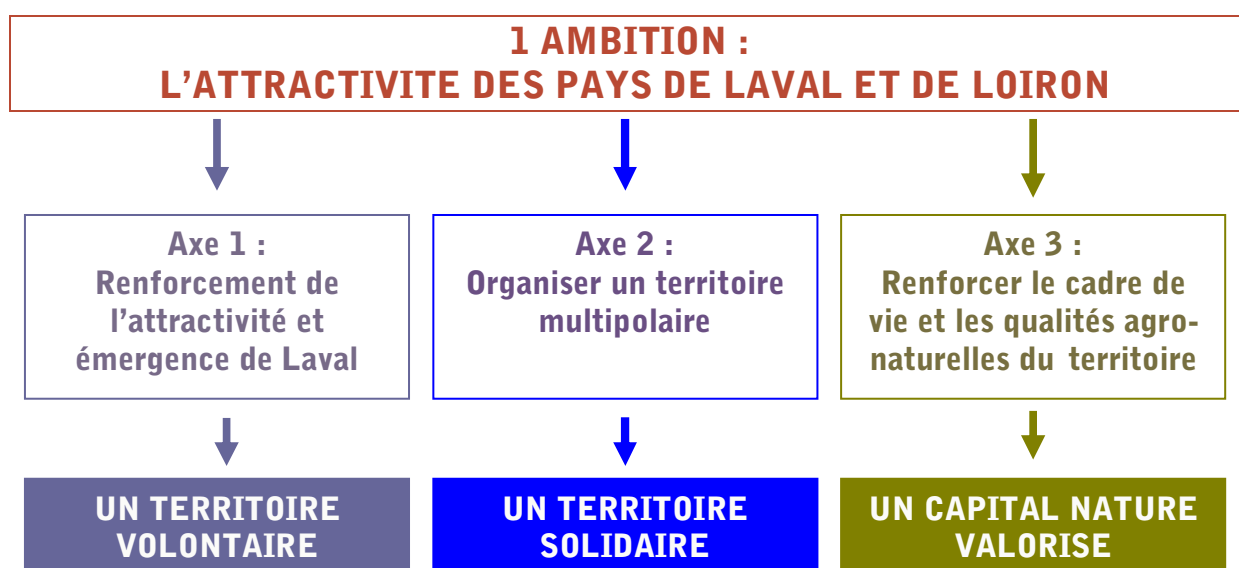 1 AMBITION :
L'ATTRACTIVITE DES PAYS DE LAVAL ET DE LOIRON
Axe 1 :
Renforcement de
l'attractivité et
émergence de Laval
Axe 2 :
Organiser un territoire
multipolaire
Axe 3 :
Renforcer le cadre de
vie et les qualités agro-
naturelles du territoire
UN TERRITOIRE
VOLONTAIRE
UN TERRITOIRE
SOLIDAIRE
UN CAPITAL NATURE
VALORISE